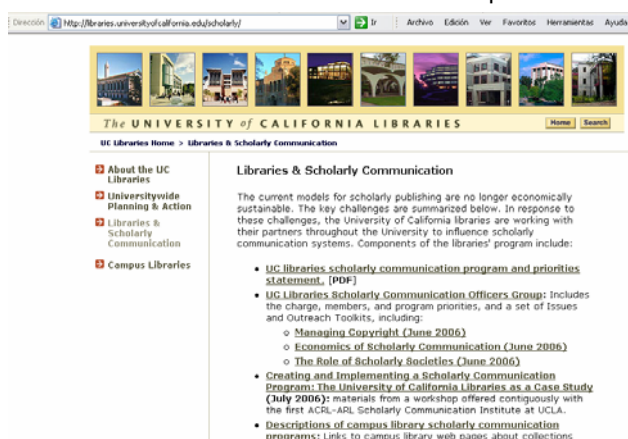 Dirección http://libraries.universityofcalifornia.edu/scholarly/ Ir Archivo Edición Ver Favoritos Herramientas Ayuda
The UNIVERSITY of CALIFORNIA LIBRARIES Home Search
UC Libraries Home > Libraries & Scholarly Communication
About the UC
Libraries
Universitywide
Planning & Action
Libraries &
Scholarly
Communication
Campus Libraries
Libraries & Scholarly Communication
The current models for scholarly publishing are no longer economically
sustainable. The key challenges are summarized below. In response to
these challenges, the University of California libraries are working with
their partners throughout the University to influence scholarly
communication systems. Components of the libraries' program include:
• UC libraries scholarly communication program and priorities
statement. [PDF]
• UC Libraries Scholarly Communication Officers Group: Includes
the charge, members, and program priorities, and a set of Issues
and Outreach Toolkits, including:
○ Managing Copyright (June 2006)
○ Economics of Scholarly Communication (June 2006)
○ The Role of Scholarly Societies (June 2006)
• Creating and Implementing a Scholarly Communication
Program: The University of California Libraries as a Case Study
(July 2006): materials from a workshop offered contiguously with
the first ACRL-ARL Scholarly Communication Institute at UCLA.
• Descriptions of campus library scholarly communication
programs: Links to campus library web pages about collections